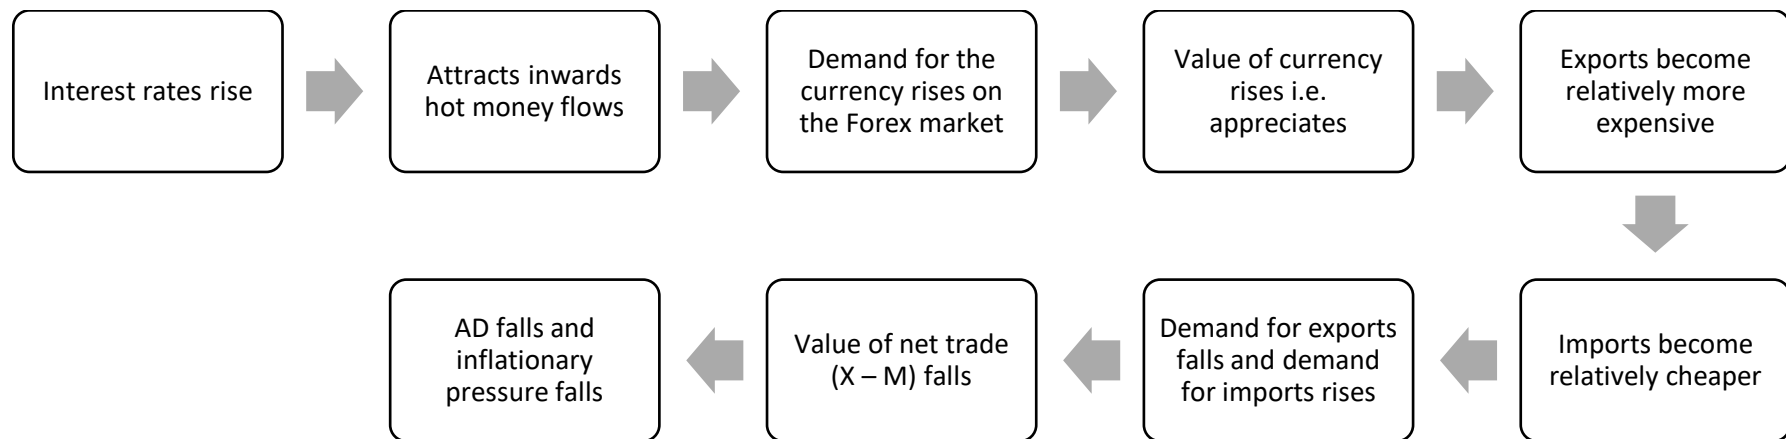 Interest rates rise
Attracts inwards
hot money flows
Demand for the
currency rises on
the Forex market
Value of currency
rises i.e.
appreciates
Exports become
relatively more
expensive
Imports become
relatively cheaper
Demand for exports
falls and demand
for imports rises
Value of net trade
(X – M) falls
AD falls and
inflationary
pressure falls